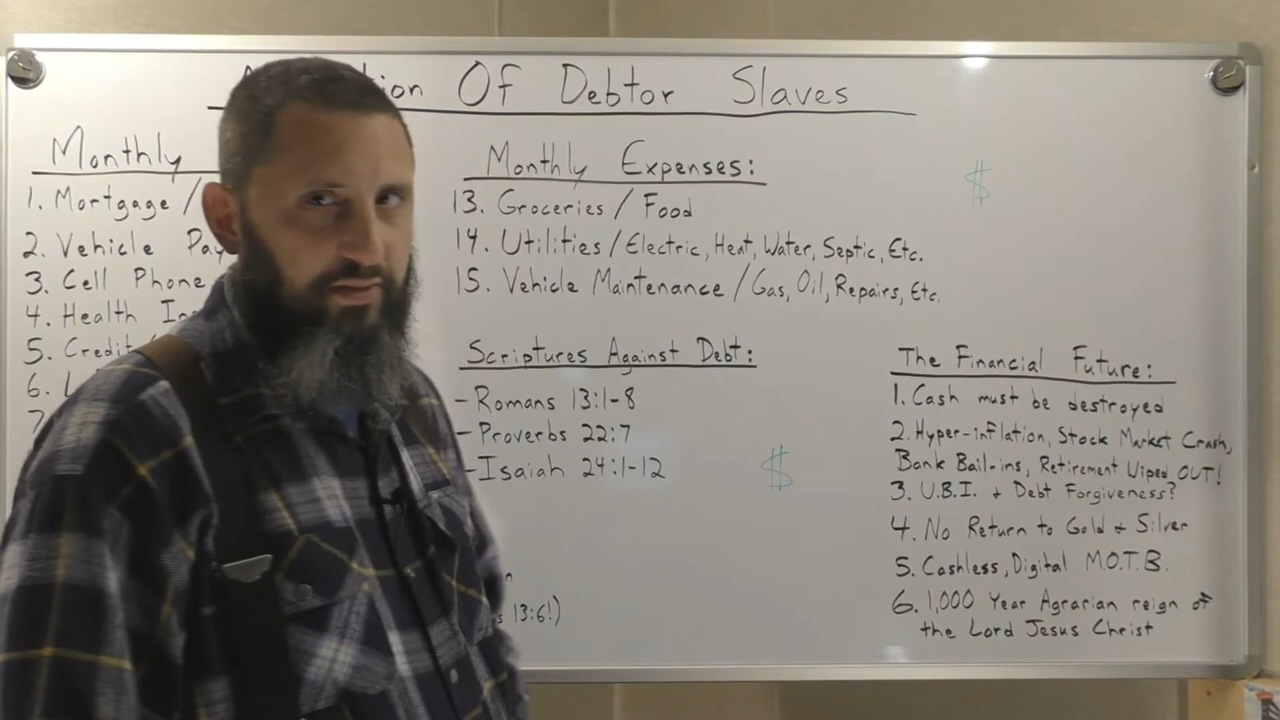 Of Debtor Slaves
Monthly
1. Mortgage /
2. Vehicle Pay
3. Cell Phone
4. Health Ins
5. Credit
6. L
7
Monthly Expenses:
13. Groceries / Food
14. Utilities / Electric, Heat, Water, Septic, Etc.
15. Vehicle Maintenance / Gas, Oil, Repairs, Etc.
Scriptures Against Debt:
- Romans 13:1-8
- Proverbs 22:7
- Isaiah 24:1-12
n
s 13:6!)
$
$
The Financial Future:
1. Cash must be destroyed
2. Hyper-inflation, Stock Market Crash,
Bank Bail-ins, Retirement Wiped OUT!
3. U.B.I. + Debt Forgiveness?
4. No Return to Gold + Silver
5. Cashless, Digital M.O.T.B.
6. 1,000 Year Agrarian reign of
the Lord Jesus Christ